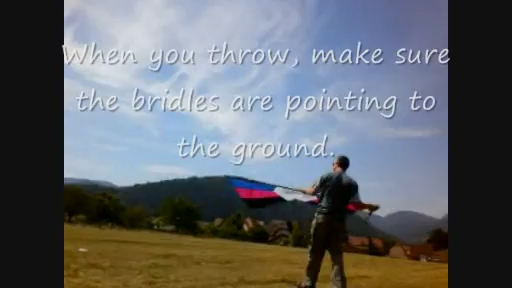 When you throw, make sure
the bridles are pointing to
the ground.